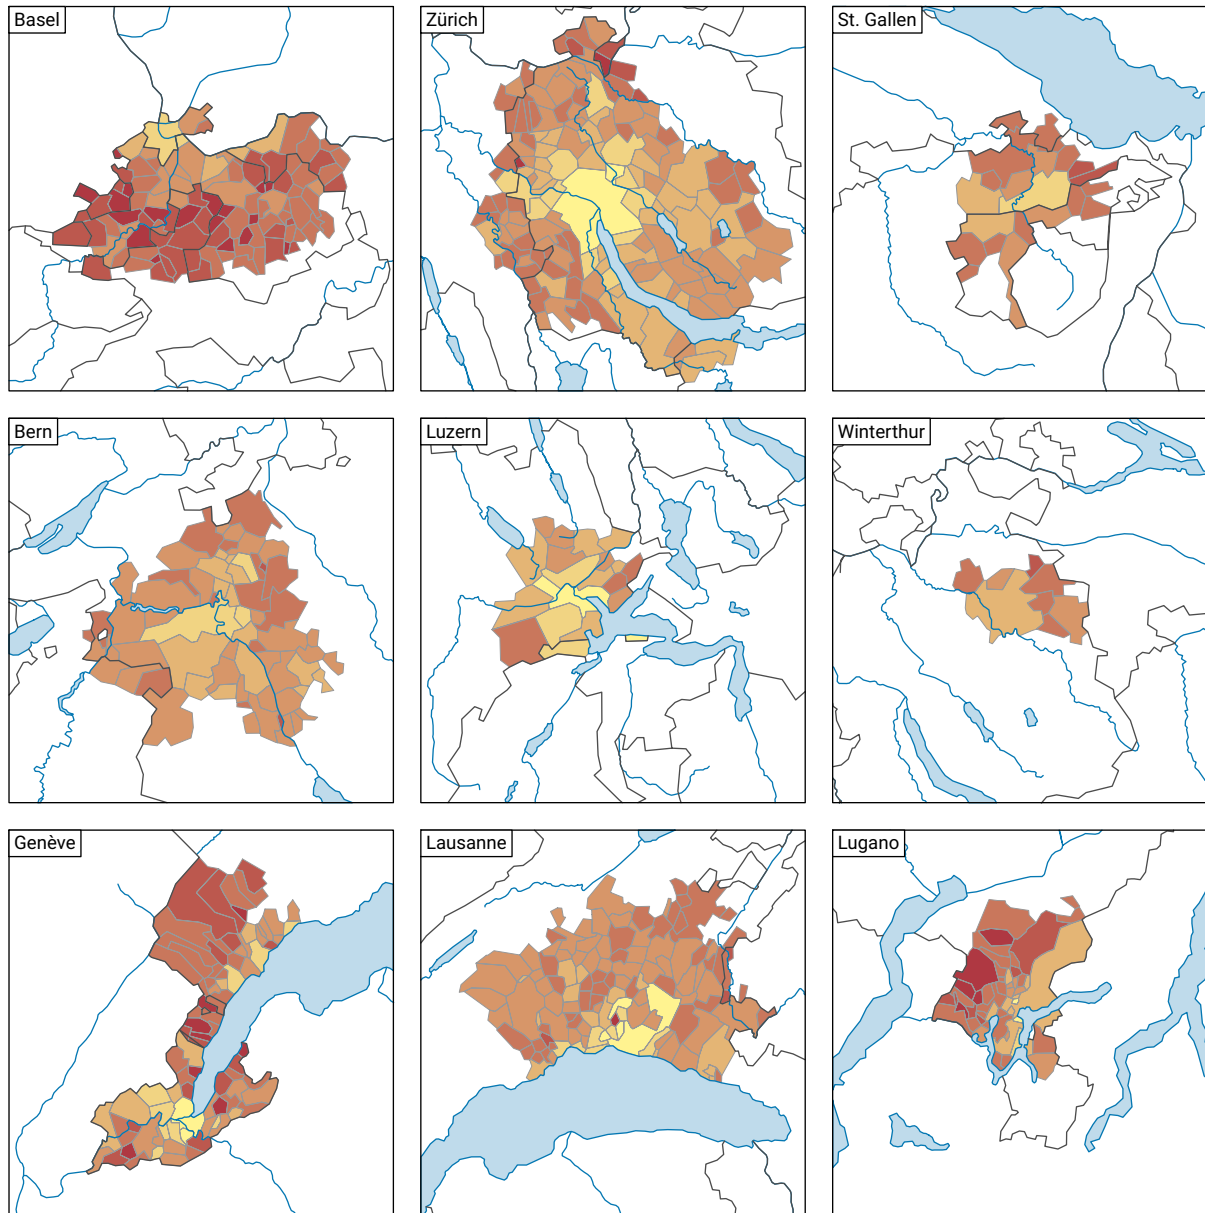 Basel
Zürich
St. Gallen
Bern
Luzern
Winterthur
Genève
Lausanne
Lugano